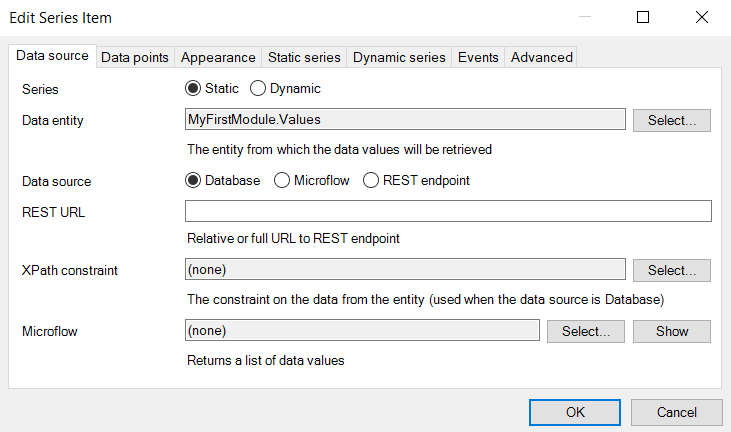 Edit Series Item
Data source Data points Appearance Static series Dynamic series Events Advanced
Series Static Dynamic
Data entity MyFirstModule.Values Select...
The entity from which the data values will be retrieved
Data source Database Microflow REST endpoint
REST URL
Relative or full URL to REST endpoint
XPath constraint (none) Select...
The constraint on the data from the entity (used when the data source is Database)
Microflow (none) Select... Show
Returns a list of data values
OK Cancel